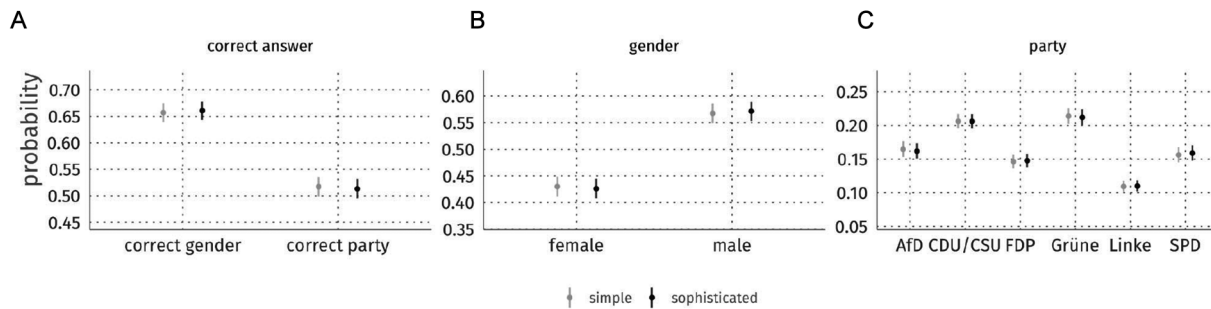 A
correct answer
probability
0.70
0.65
0.60
0.55
0.50
0.45
correct gender correct party
B
gender
0.60
0.55
0.50
0.45
0.40
0.35
female male
C
party
0.25
0.20
0.15
0.10
0.05
AfD CDU/CSU FDP Grüne Linke SPD
simple sophisticated